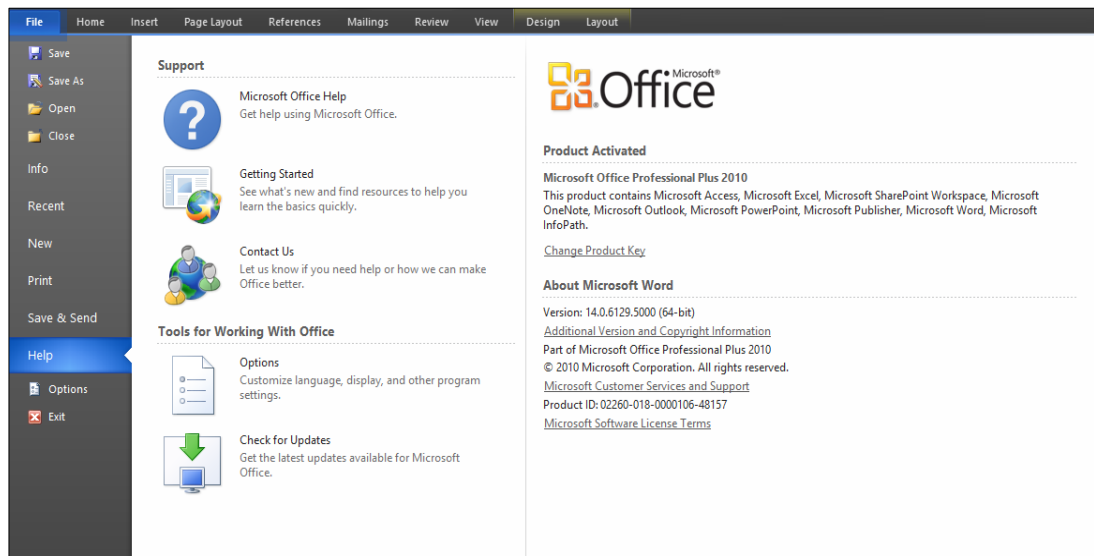 File Home Insert Page Layout References Mailings Review View Design Layout
Save
Save As
Open
Close
Info
Recent
New
Print
Save & Send
Help
Options
Exit
Support
Microsoft Office Help
Get help using Microsoft Office.
Getting Started
See what's new and find resources to help you
learn the basics quickly.
Contact Us
Let us know if you need help or how we can make
Office better.
Tools for Working With Office
Options
Customize language, display, and other program
settings.
Check for Updates
Get the latest updates available for Microsoft
Office.
Microsoft®
Office
Product Activated
Microsoft Office Professional Plus 2010
This product contains Microsoft Access, Microsoft Excel, Microsoft SharePoint Workspace, Microsoft
OneNote, Microsoft Outlook, Microsoft PowerPoint, Microsoft Publisher, Microsoft Word, Microsoft
InfoPath.
Change Product Key
About Microsoft Word
Version: 14.0.6129.5000 (64-bit)
Additional Version and Copyright Information
Part of Microsoft Office Professional Plus 2010
© 2010 Microsoft Corporation. All rights reserved.
Microsoft Customer Services and Support
Product ID: 02260-018-0000106-48157
Microsoft Software License Terms